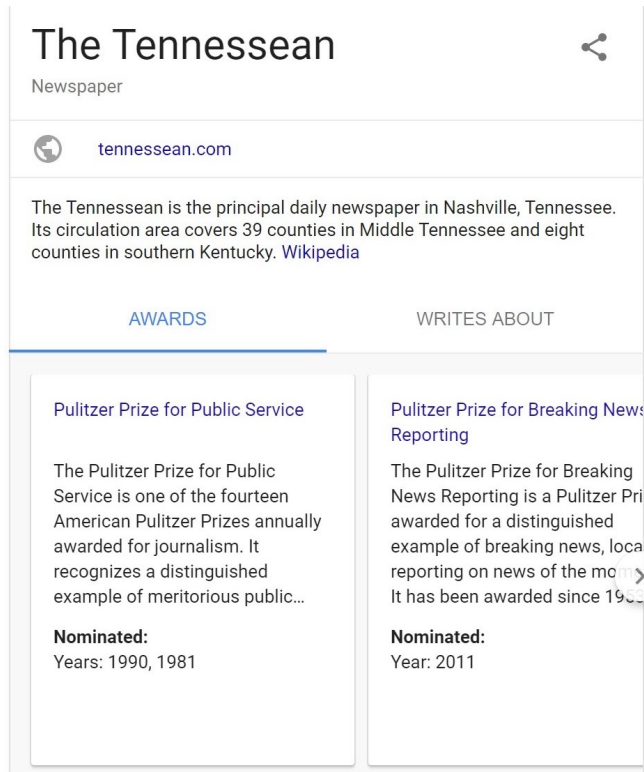 The Tennessean
Newspaper
tennessean.com
The Tennessean is the principal daily newspaper in Nashville, Tennessee.
Its circulation area covers 39 counties in Middle Tennessee and eight
counties in southern Kentucky. Wikipedia
AWARDS WRITES ABOUT
Pulitzer Prize for Public Service
The Pulitzer Prize for Public
Service is one of the fourteen
American Pulitzer Prizes annually
awarded for journalism. It
recognizes a distinguished
example of meritorious public...
Nominated:
Years: 1990, 1981
Pulitzer Prize for Breaking News
Reporting
The Pulitzer Prize for Breaking
News Reporting is a Pulitzer Pri
awarded for a distinguished
example of breaking news, loca
reporting on news of the
It has been awarded since
Nominated:
Year: 2011